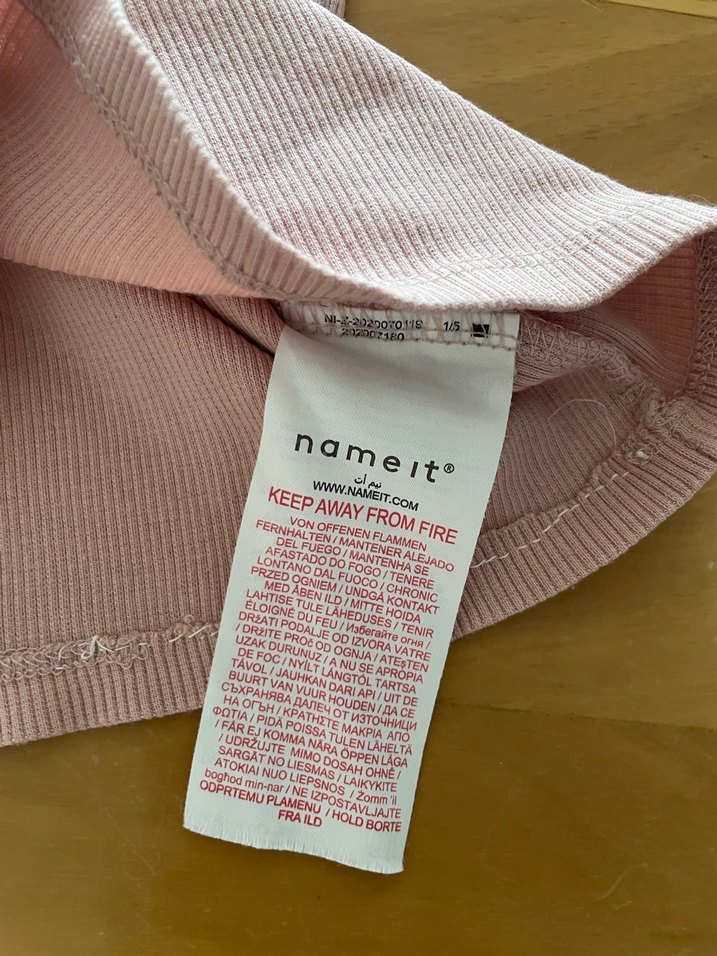 NI-Z-2020070119 1/5 N
202007180
name it®
نيم أت
WWW.NAMEIT.COM
KEEP AWAY FROM FIRE
VON OFFENEN FLAMMEN
FERNHALTEN / MANTENER ALEJADO
DEL FUEGO / MANTENHA SE
AFASTADO DO FOGO / TENERE
LONTANO DAL FUOCO / CHRONIC
PRZED OGNIEM / UNDGÅ KONTAKT
MED ÅBEN ILD / MITTE HOIDA
LAHTISE TULE LÄHEDUSES / TENIR
ÉLOIGNÉ DU FEU / Избегайте огня /
DRŽATI PODALJE OD IZVORA VATRE
/ DRŽITE PROČ OD OGNJA / ATEşTEN
UZAK DURUNUZ / A NU SE APROPIA
DE FOC / NYÍLT LÁNGTÓL TARTSA
TÁVOL / JAUHKAN DARI API / UIT DE
BUURT VAN VUUR HOUDEN / ДА СЕ
СЪХРАНЯВА ДАЛЕЧ ОТ ИЗТОЧНИЦИ
НА ОГЪН / ΚΡΑΤΗΣΤΕ ΜΑΚΡΙΑ ΑΠΟ
ΦΩΤΙΑ / PIDÄ POISSA TULEN LÄHELTÄ
/ FÅR EJ KOMMA NÄRA ÖPPEN LÅGA
/ UDRŽUJTE MIMO DOSAH OHNĚ /
SARGĀT NO LIESMAS / LAIKYKITE
ATOKIAI NUO LIEPSNOS / Żomm 'il
bogħod min-nar / NE IZPOSTAVLJAJTE
ODPRTEMU PLAMENU / HOLD BORTE
FRA ILD